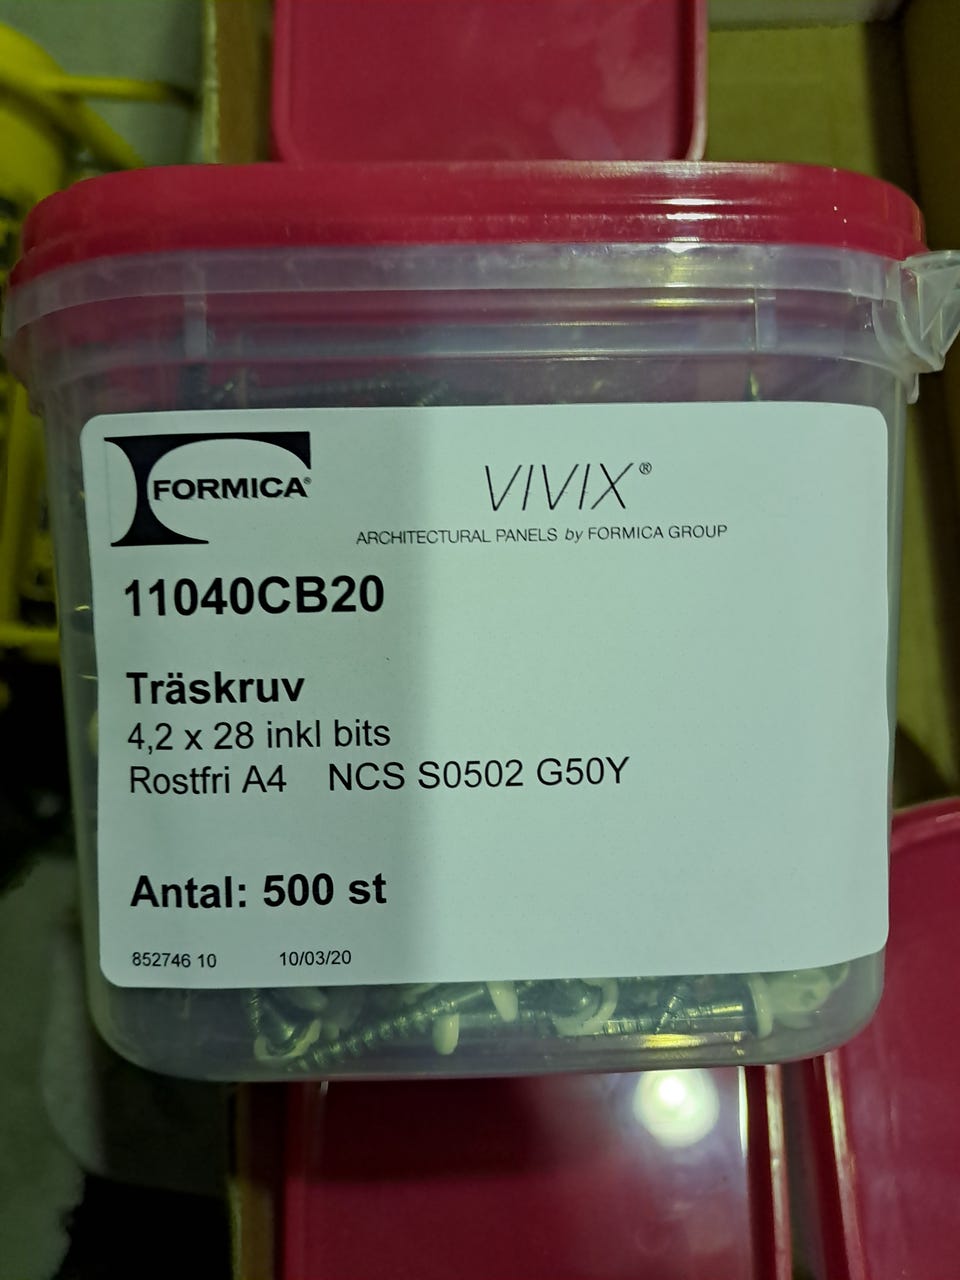 FORMICA®
VIVIX®
ARCHITECTURAL PANELS by FORMICA GROUP
11040CB20
Träskruv
4,2 x 28 inkl bits
Rostfri A4 NCS S0502 G50Y
Antal: 500 st
852746 10 10/03/20